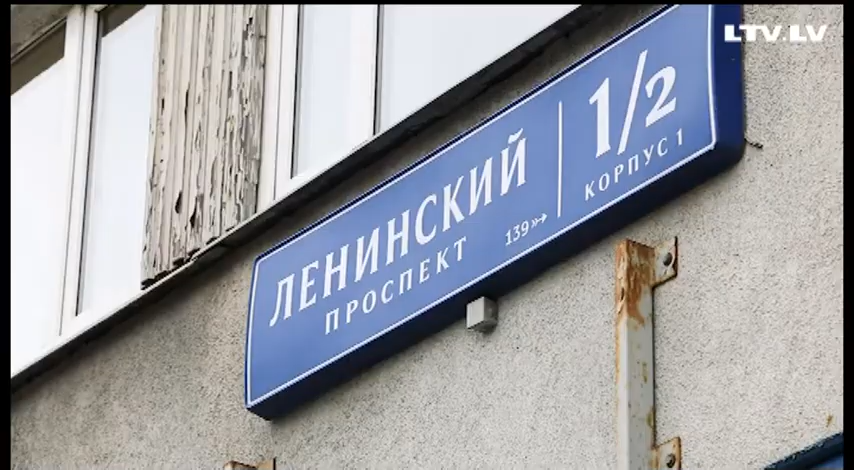 LTV.LV
ЛЕНИНСКИЙ
ПРОСПЕКТ
139
1/2
КОРПУС 1